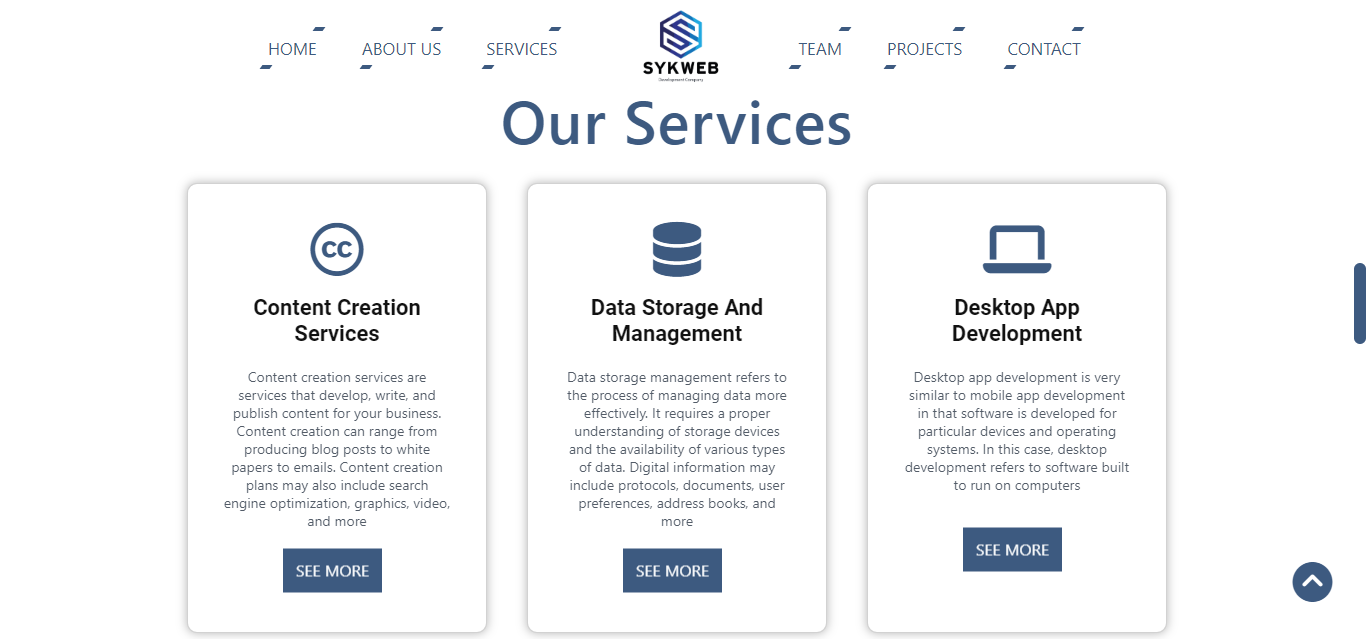 HOME ABOUT US SERVICES SYKWEB TEAM PROJECTS CONTACT
Development Company
Our Services
CC
Content Creation
Services
Content creation services are
services that develop, write, and
publish content for your business.
Content creation can range from
producing blog posts to white
papers to emails. Content creation
plans may also include search
engine optimization, graphics, video,
and more
SEE MORE
Data Storage And
Management
Data storage management refers to
the process of managing data more
effectively. It requires a proper
understanding of storage devices
and the availability of various types
of data. Digital information may
include protocols, documents, user
preferences, address books, and
more
SEE MORE
Desktop App
Development
Desktop app development is very
similar to mobile app development
in that software is developed for
particular devices and operating
systems. In this case, desktop
development refers to software built
to run on computers
SEE MORE